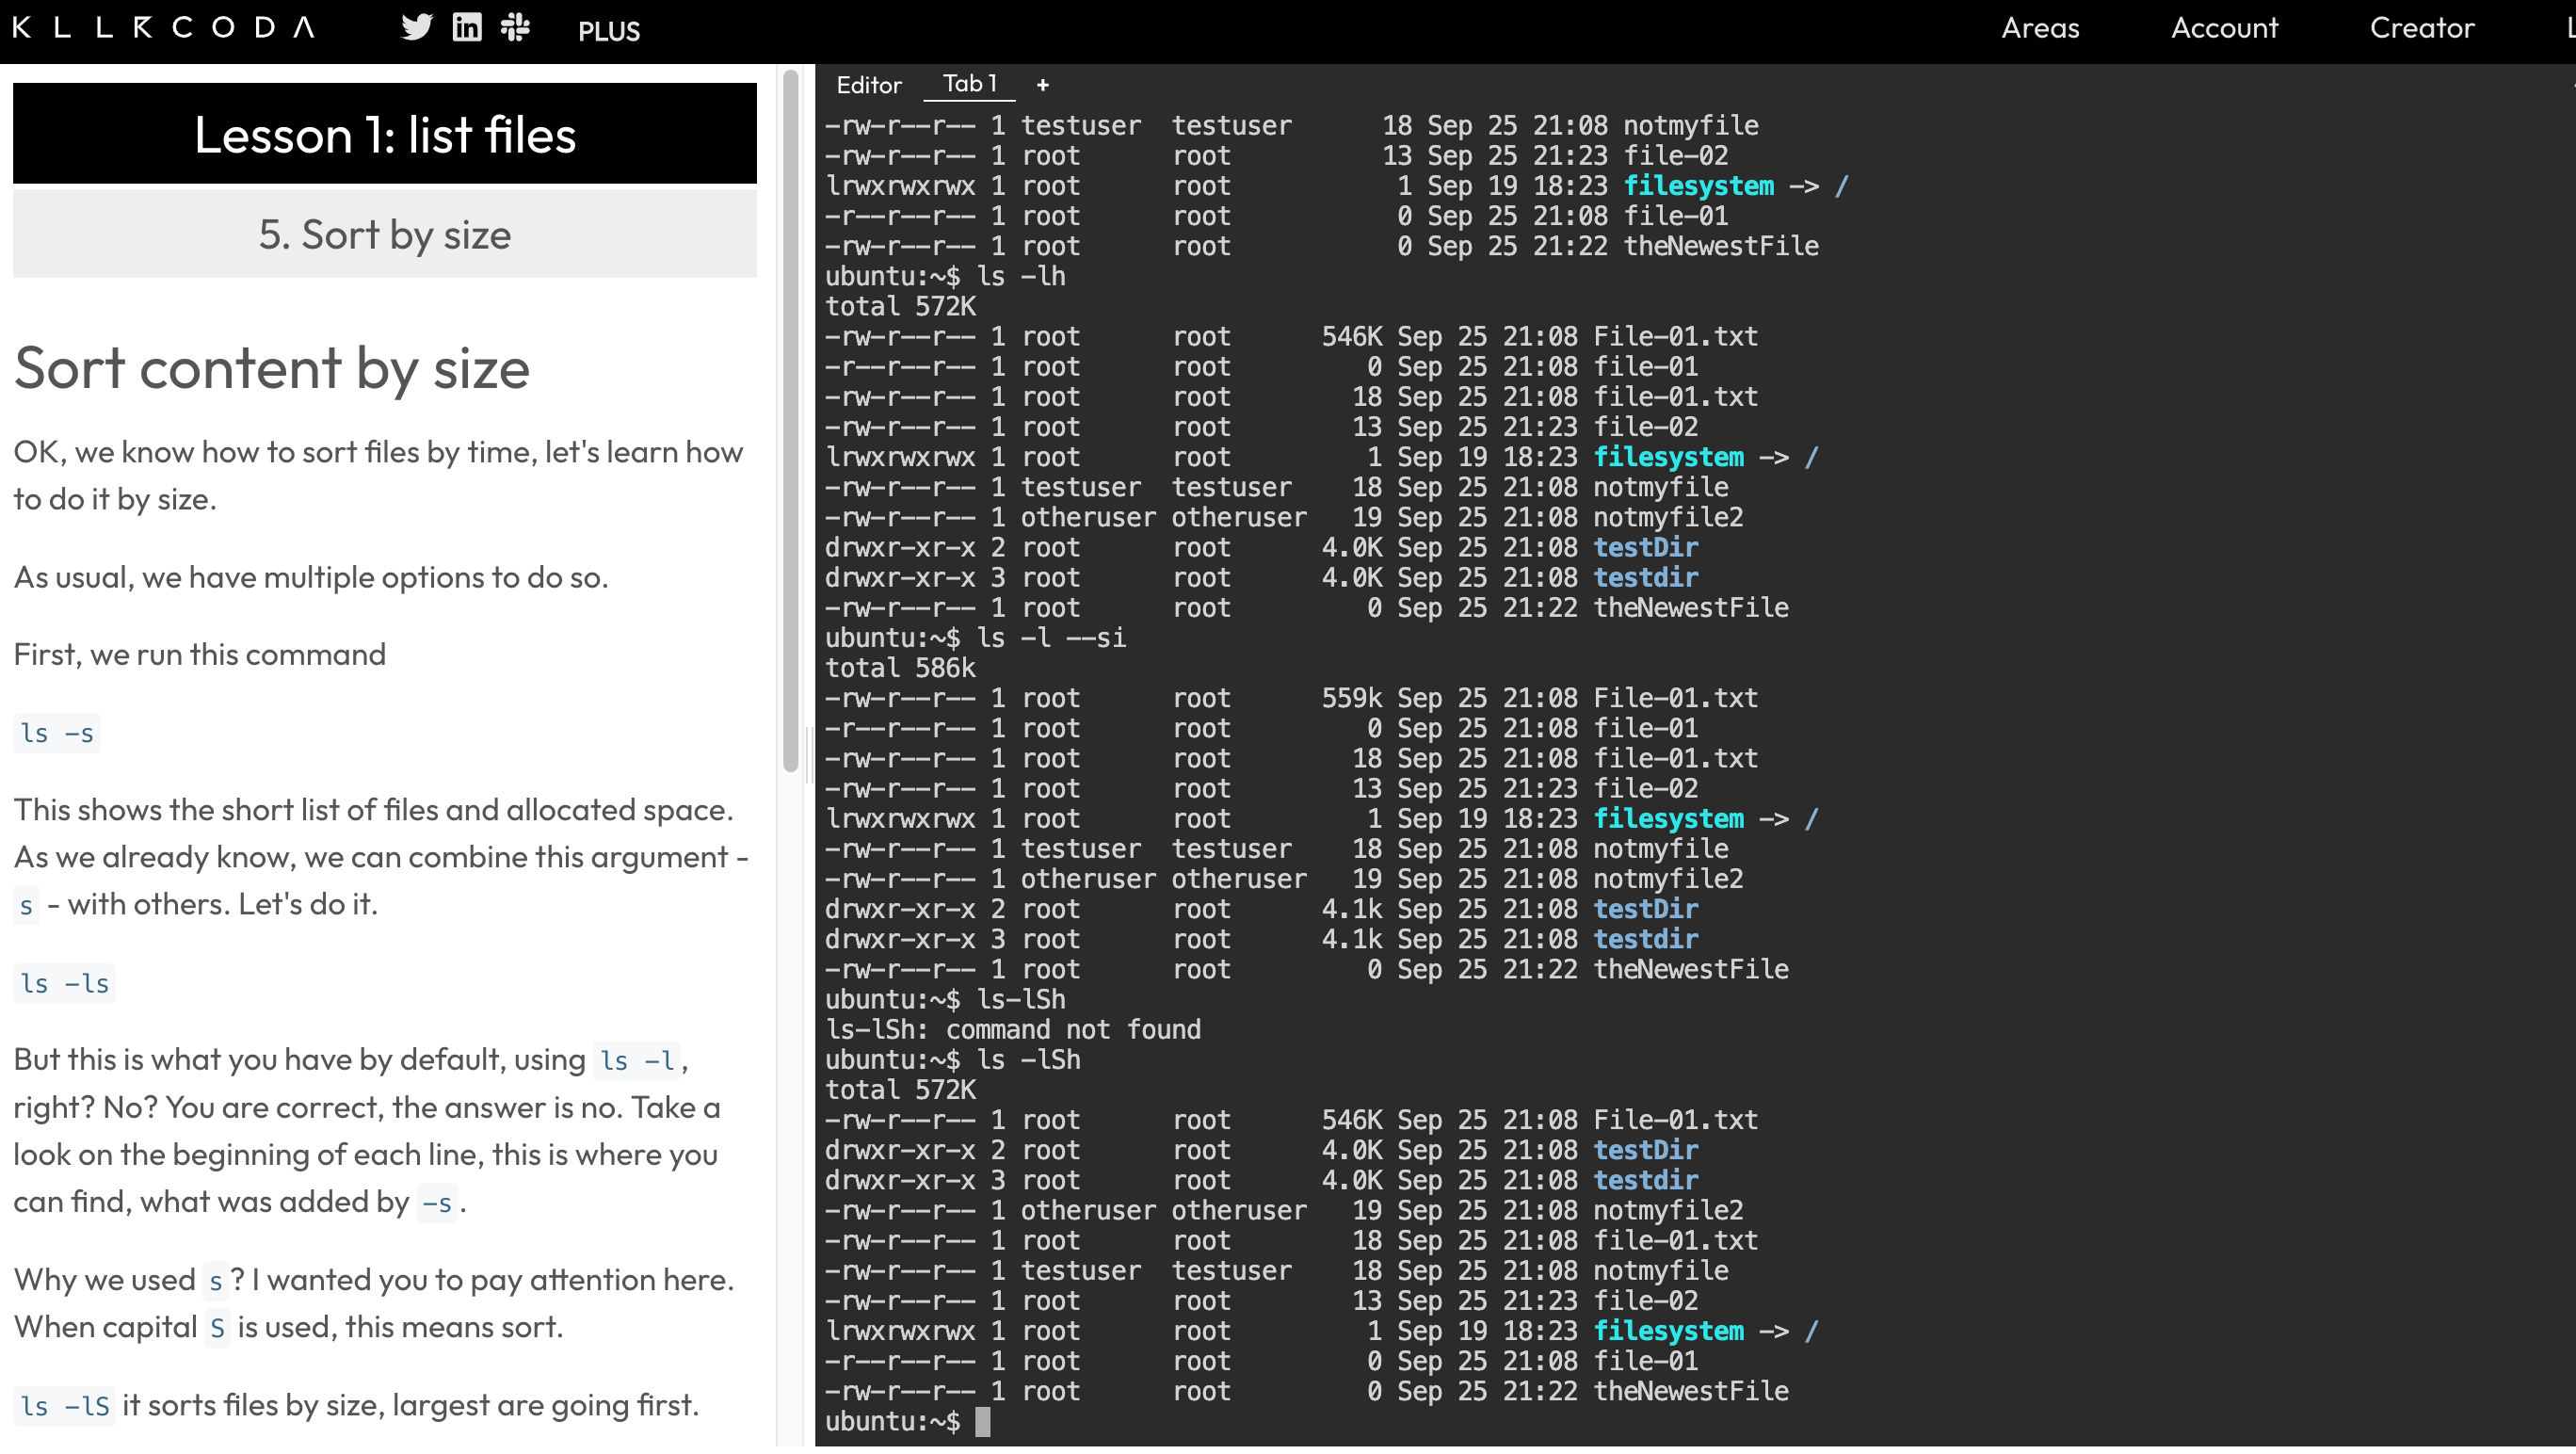 KLLRCODA PLUS Areas Account Creator L
Lesson 1: list files
5. Sort by size
Sort content by size
OK, we know how to sort files by time, let's learn how
to do it by size.
As usual, we have multiple options to do so.
First, we run this command
ls -s
This shows the short list of files and allocated space.
As we already know, we can combine this argument -
s - with others. Let's do it.
ls -ls
But this is what you have by default, using ls -l,
right? No? You are correct, the answer is no. Take a
look on the beginning of each line, this is where you
can find, what was added by -s.
Why we used s? I wanted you to pay attention here.
When capital S is used, this means sort.
ls -lS it sorts files by size, largest are going first.
Editor Tab 1 +
-rw-r--r-- 1 testuser  testuser      18 Sep 25 21:08 notmyfile
-rw-r--r-- 1 root      root          13 Sep 25 21:23 file-02
lrwxrwxrwx 1 root      root           1 Sep 19 18:23 filesystem -> /
-r--r--r-- 1 root      root           0 Sep 25 21:08 file-01
-rw-r--r-- 1 root      root           0 Sep 25 21:22 theNewestFile
ubuntu:~$ ls -lh
total 572K
-rw-r--r-- 1 root      root      546K Sep 25 21:08 File-01.txt
-r--r--r-- 1 root      root         0 Sep 25 21:08 file-01
-rw-r--r-- 1 root      root        18 Sep 25 21:08 file-01.txt
-rw-r--r-- 1 root      root        13 Sep 25 21:23 file-02
lrwxrwxrwx 1 root      root         1 Sep 19 18:23 filesystem -> /
-rw-r--r-- 1 testuser  testuser    18 Sep 25 21:08 notmyfile
-rw-r--r-- 1 otheruser otheruser   19 Sep 25 21:08 notmyfile2
drwxr-xr-x 2 root      root      4.0K Sep 25 21:08 testDir
drwxr-xr-x 3 root      root      4.0K Sep 25 21:08 testdir
-rw-r--r-- 1 root      root         0 Sep 25 21:22 theNewestFile
ubuntu:~$ ls -l --si
total 586k
-rw-r--r-- 1 root      root      559k Sep 25 21:08 File-01.txt
-r--r--r-- 1 root      root         0 Sep 25 21:08 file-01
-rw-r--r-- 1 root      root        18 Sep 25 21:08 file-01.txt
-rw-r--r-- 1 root      root        13 Sep 25 21:23 file-02
lrwxrwxrwx 1 root      root         1 Sep 19 18:23 filesystem -> /
-rw-r--r-- 1 testuser  testuser    18 Sep 25 21:08 notmyfile
-rw-r--r-- 1 otheruser otheruser   19 Sep 25 21:08 notmyfile2
drwxr-xr-x 2 root      root      4.1k Sep 25 21:08 testDir
drwxr-xr-x 3 root      root      4.1k Sep 25 21:08 testdir
-rw-r--r-- 1 root      root         0 Sep 25 21:22 theNewestFile
ubuntu:~$ ls-lSh
ls-lSh: command not found
ubuntu:~$ ls -lSh
total 572K
-rw-r--r-- 1 root      root      546K Sep 25 21:08 File-01.txt
drwxr-xr-x 2 root      root      4.0K Sep 25 21:08 testDir
drwxr-xr-x 3 root      root      4.0K Sep 25 21:08 testdir
-rw-r--r-- 1 otheruser otheruser   19 Sep 25 21:08 notmyfile2
-rw-r--r-- 1 root      root        18 Sep 25 21:08 file-01.txt
-rw-r--r-- 1 testuser  testuser    18 Sep 25 21:08 notmyfile
-rw-r--r-- 1 root      root        13 Sep 25 21:23 file-02
lrwxrwxrwx 1 root      root         1 Sep 19 18:23 filesystem -> /
-r--r--r-- 1 root      root         0 Sep 25 21:08 file-01
-rw-r--r-- 1 root      root         0 Sep 25 21:22 theNewestFile
ubuntu:~$